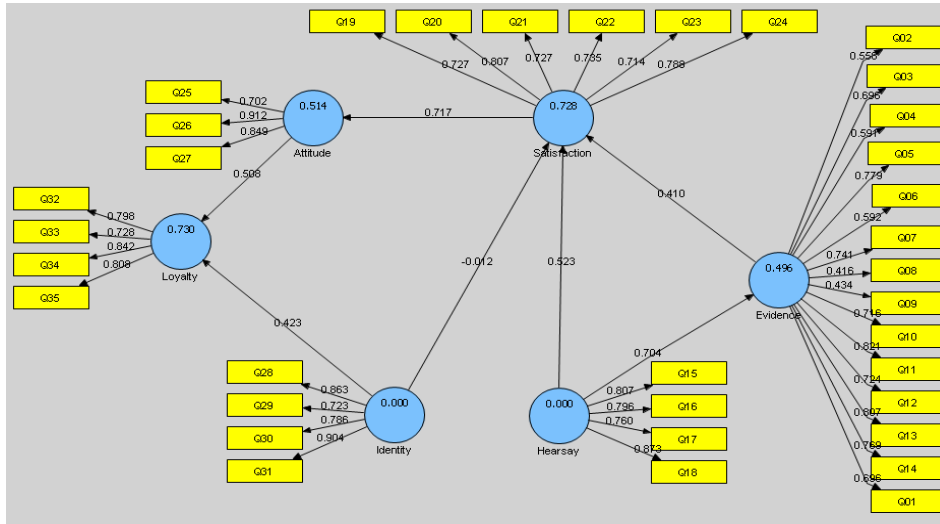 Q19
Q20
Q21
Q22
Q23
Q24
0.727
0.807
0.727
0.735
0.714
0.788
Q02
Q03
Q04
Q05
Q06
Q07
Q08
Q09
Q10
Q11
Q12
Q13
Q14
Q01
0.558
0.696
0.591
0.779
0.592
0.741
0.416
0.434
0.716
0.821
0.724
0.807
0.769
0.696
Q25
Q26
Q27
0.702
0.912
0.849
0.514
Attitude
0.717
0.728
Satisfaction
0.508
0.410
Q32
Q33
Q34
Q35
0.798
0.728
0.842
0.808
0.730
Loyalty
-0.012
0.523
0.496
Evidence
0.423
0.704
Q28
Q29
Q30
Q31
0.863
0.723
0.786
0.904
0.000
Identity
0.000
Hearsay
0.807
0.796
0.760
0.873
Q15
Q16
Q17
Q18